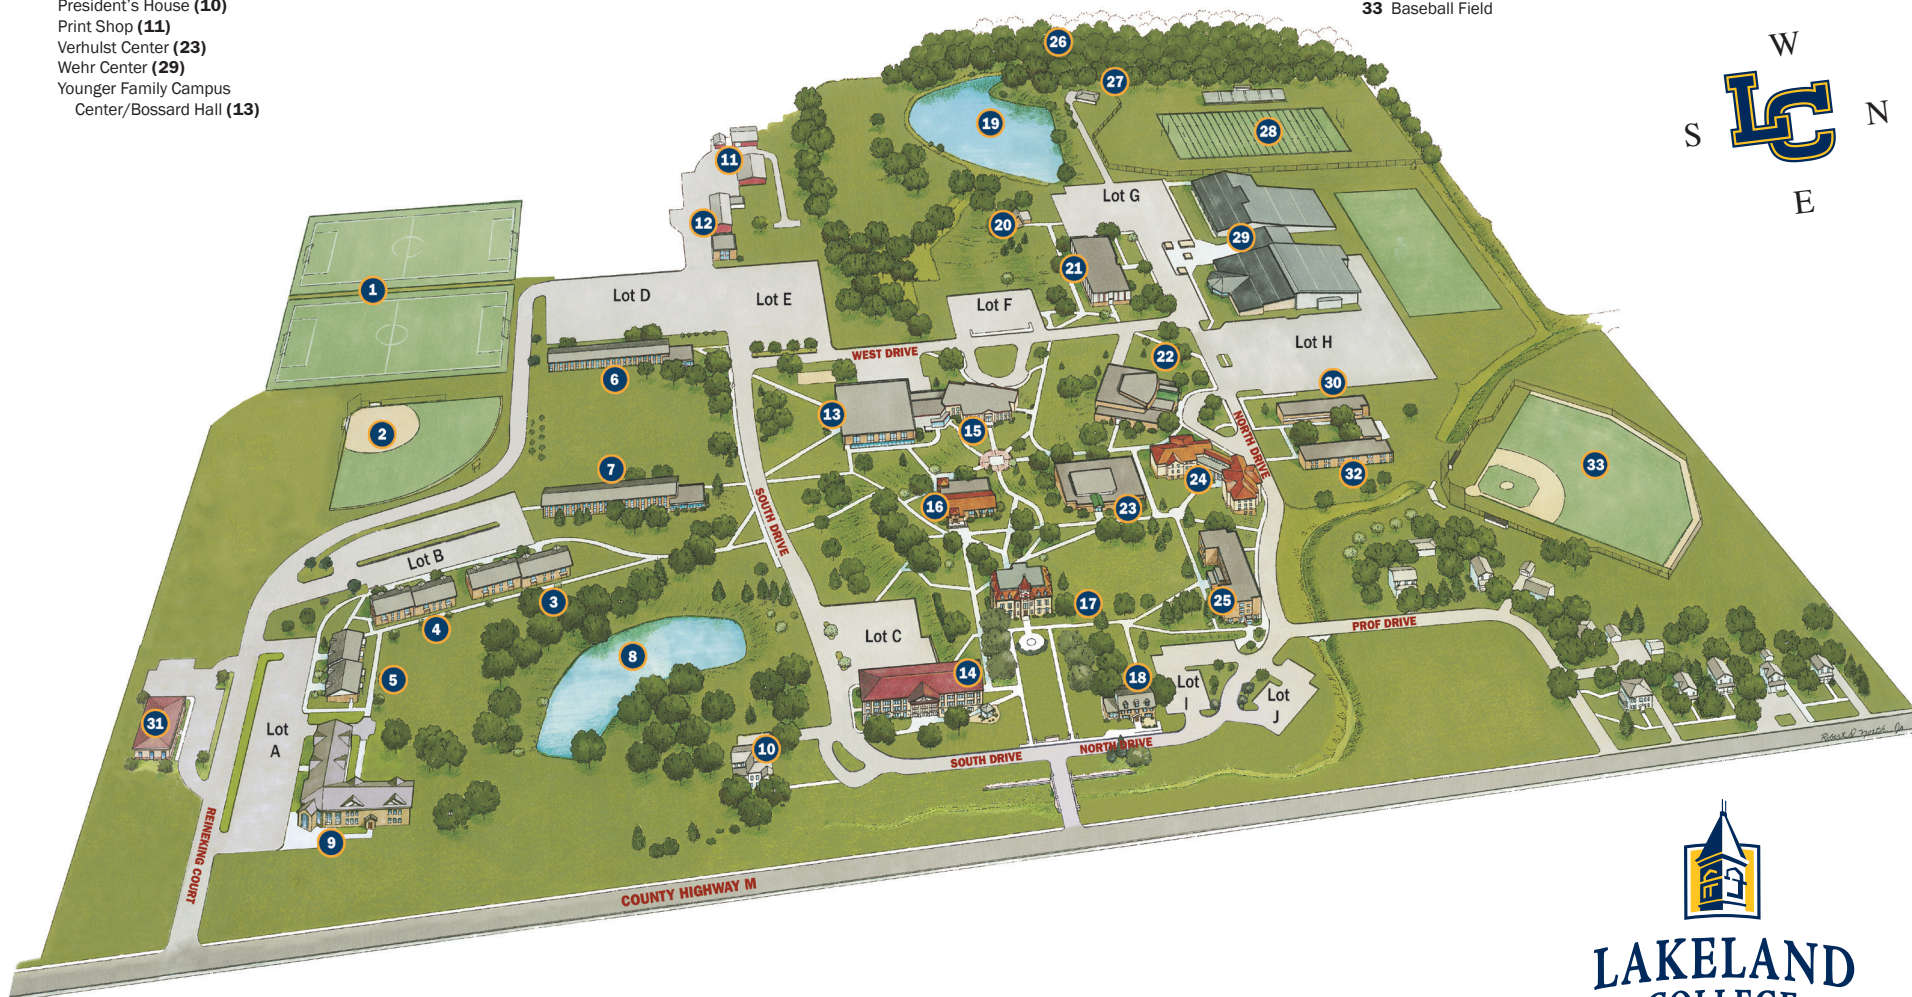 President's House (10)
Print Shop (11)
Verhulst Center (23)
Wehr Center (29)
Younger Family Campus
Center/Bossard Hall (13)
33 Baseball Field
W
S
LC
N
E
26
27
19
28
11
Lot G
12
20
29
21
1
Lot D
Lot E
Lot F
WEST DRIVE
22
Lot H
6
30
13
2
15
NORTH DRIVE
7
33
32
24
SOUTH DRIVE
16
23
Lot B
3
17
25
4
Lot C
PROF DRIVE
8
5
14
18
Lot
I
Lot
J
31
Lot
A
10
SOUTH DRIVE
NORTH DRIVE
REINEKING COURT
9
COUNTY HIGHWAY M
LAKELAND
COLLEGE